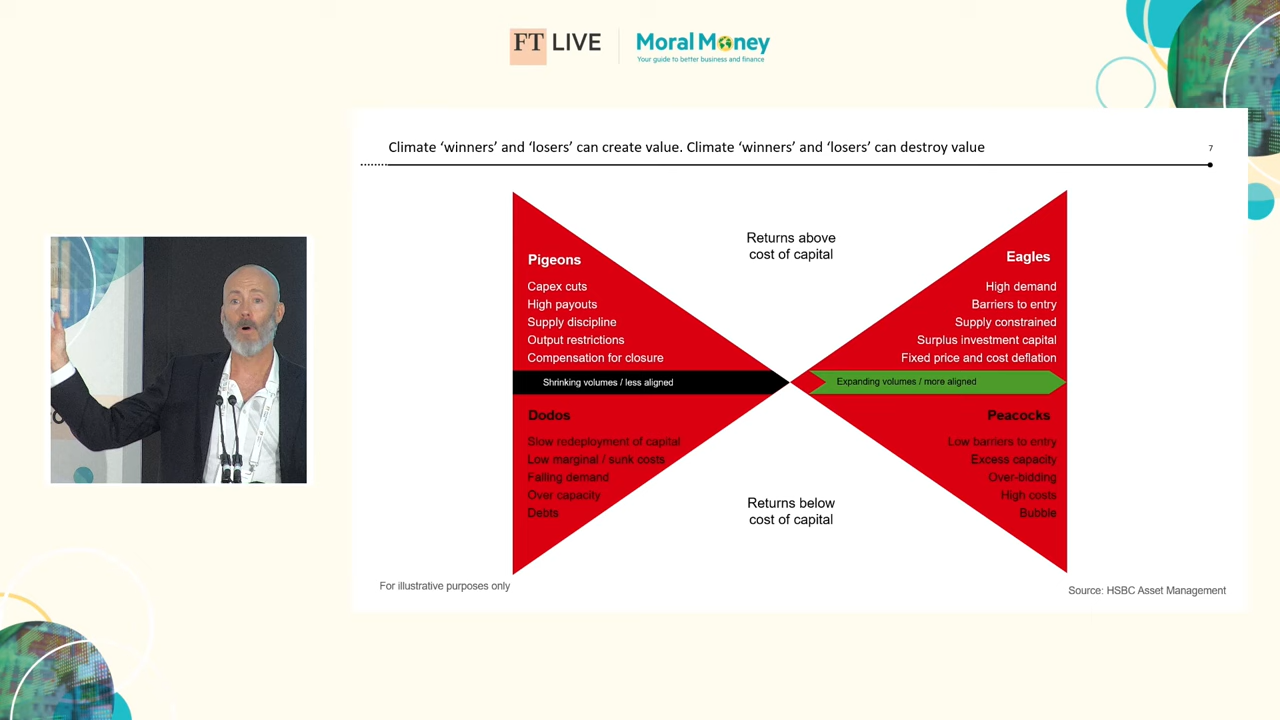 FT LIVE
Moral Money
Your guide to better business and finance
Climate ‘winners’ and ‘losers’ can create value. Climate ‘winners’ and ‘losers’ can destroy value
7
Returns above
cost of capital
Pigeons
Capex cuts
High payouts
Supply discipline
Output restrictions
Compensation for closure
Eagles
High demand
Barriers to entry
Supply constrained
Surplus investment capital
Fixed price and cost deflation
Shrinking volumes / less aligned
Expanding volumes / more aligned
Dodos
Slow redeployment of capital
Low marginal / sunk costs
Falling demand
Over capacity
Debts
Peacocks
Low barriers to entry
Excess capacity
Over-bidding
High costs
Bubble
Returns below
cost of capital
For illustrative purposes only
Source: HSBC Asset Management